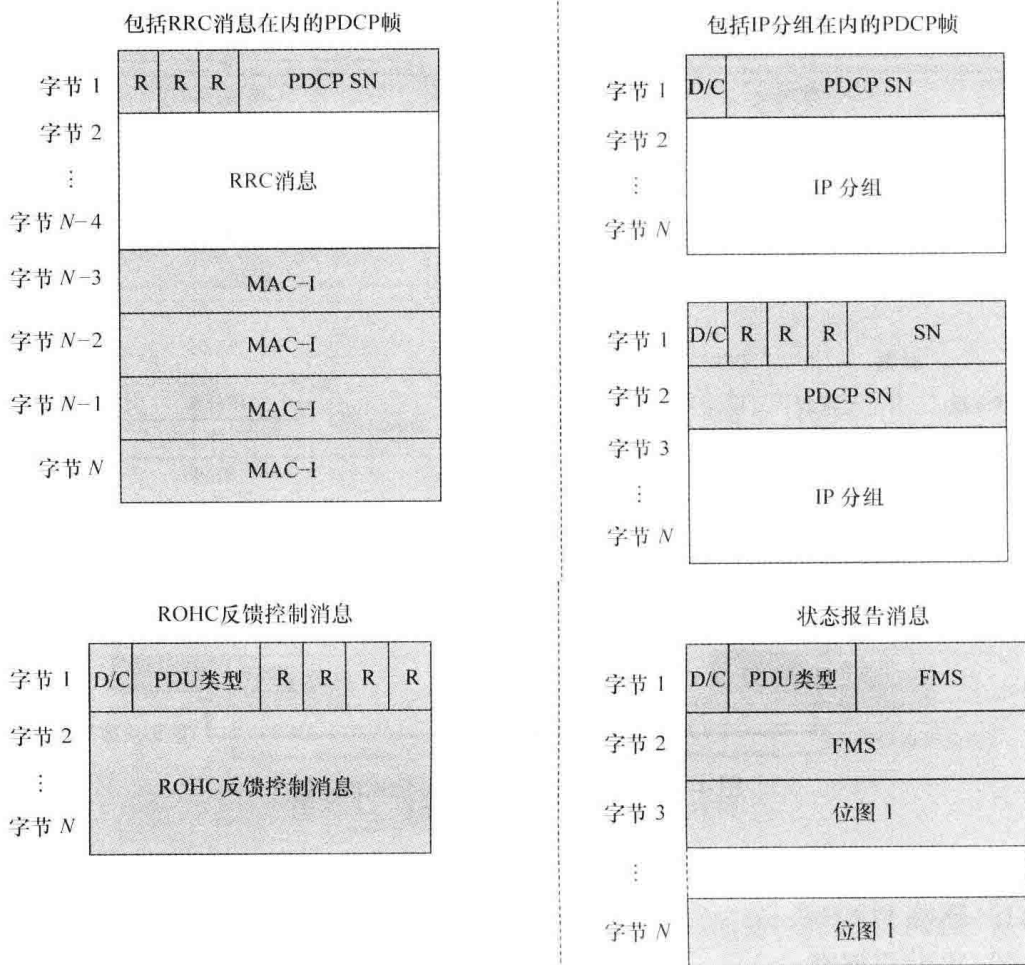 包括RRC消息在内的PDCP帧
字节 1 R R R PDCP SN
字节 2
⋮
字节 N−4
RRC消息
字节 N−3 MAC−I
字节 N−2 MAC−I
字节 N−1 MAC−I
字节 N MAC−I
包括IP分组在内的PDCP帧
字节 1 D/C PDCP SN
字节 2
⋮
字节 N
IP 分组
字节 1 D/C R R R SN
字节 2 PDCP SN
字节 3
⋮
字节 N
IP 分组
ROHC反馈控制消息
字节 1 D/C PDU类型 R R R R
字节 2
⋮
字节 N
ROHC反馈控制消息
状态报告消息
字节 1 D/C PDU类型 FMS
字节 2 FMS
字节 3 位图 1
⋮
字节 N 位图 1